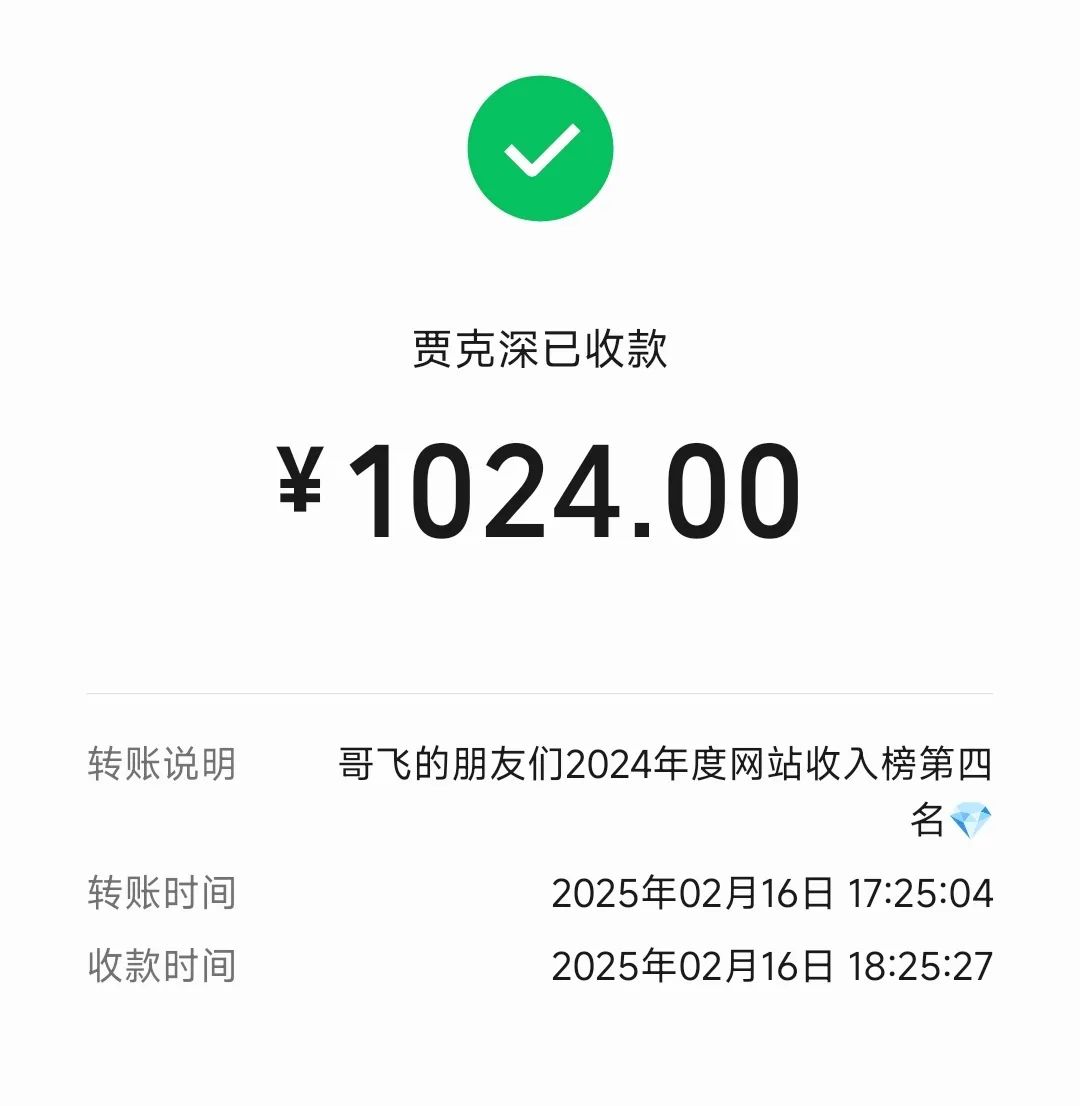 贾克深已收款
¥1024.00
转账说明 哥飞的朋友们2024年度网站收入榜第四
名💎
转账时间 2025年02月16日 17:25:04
收款时间 2025年02月16日 18:25:27